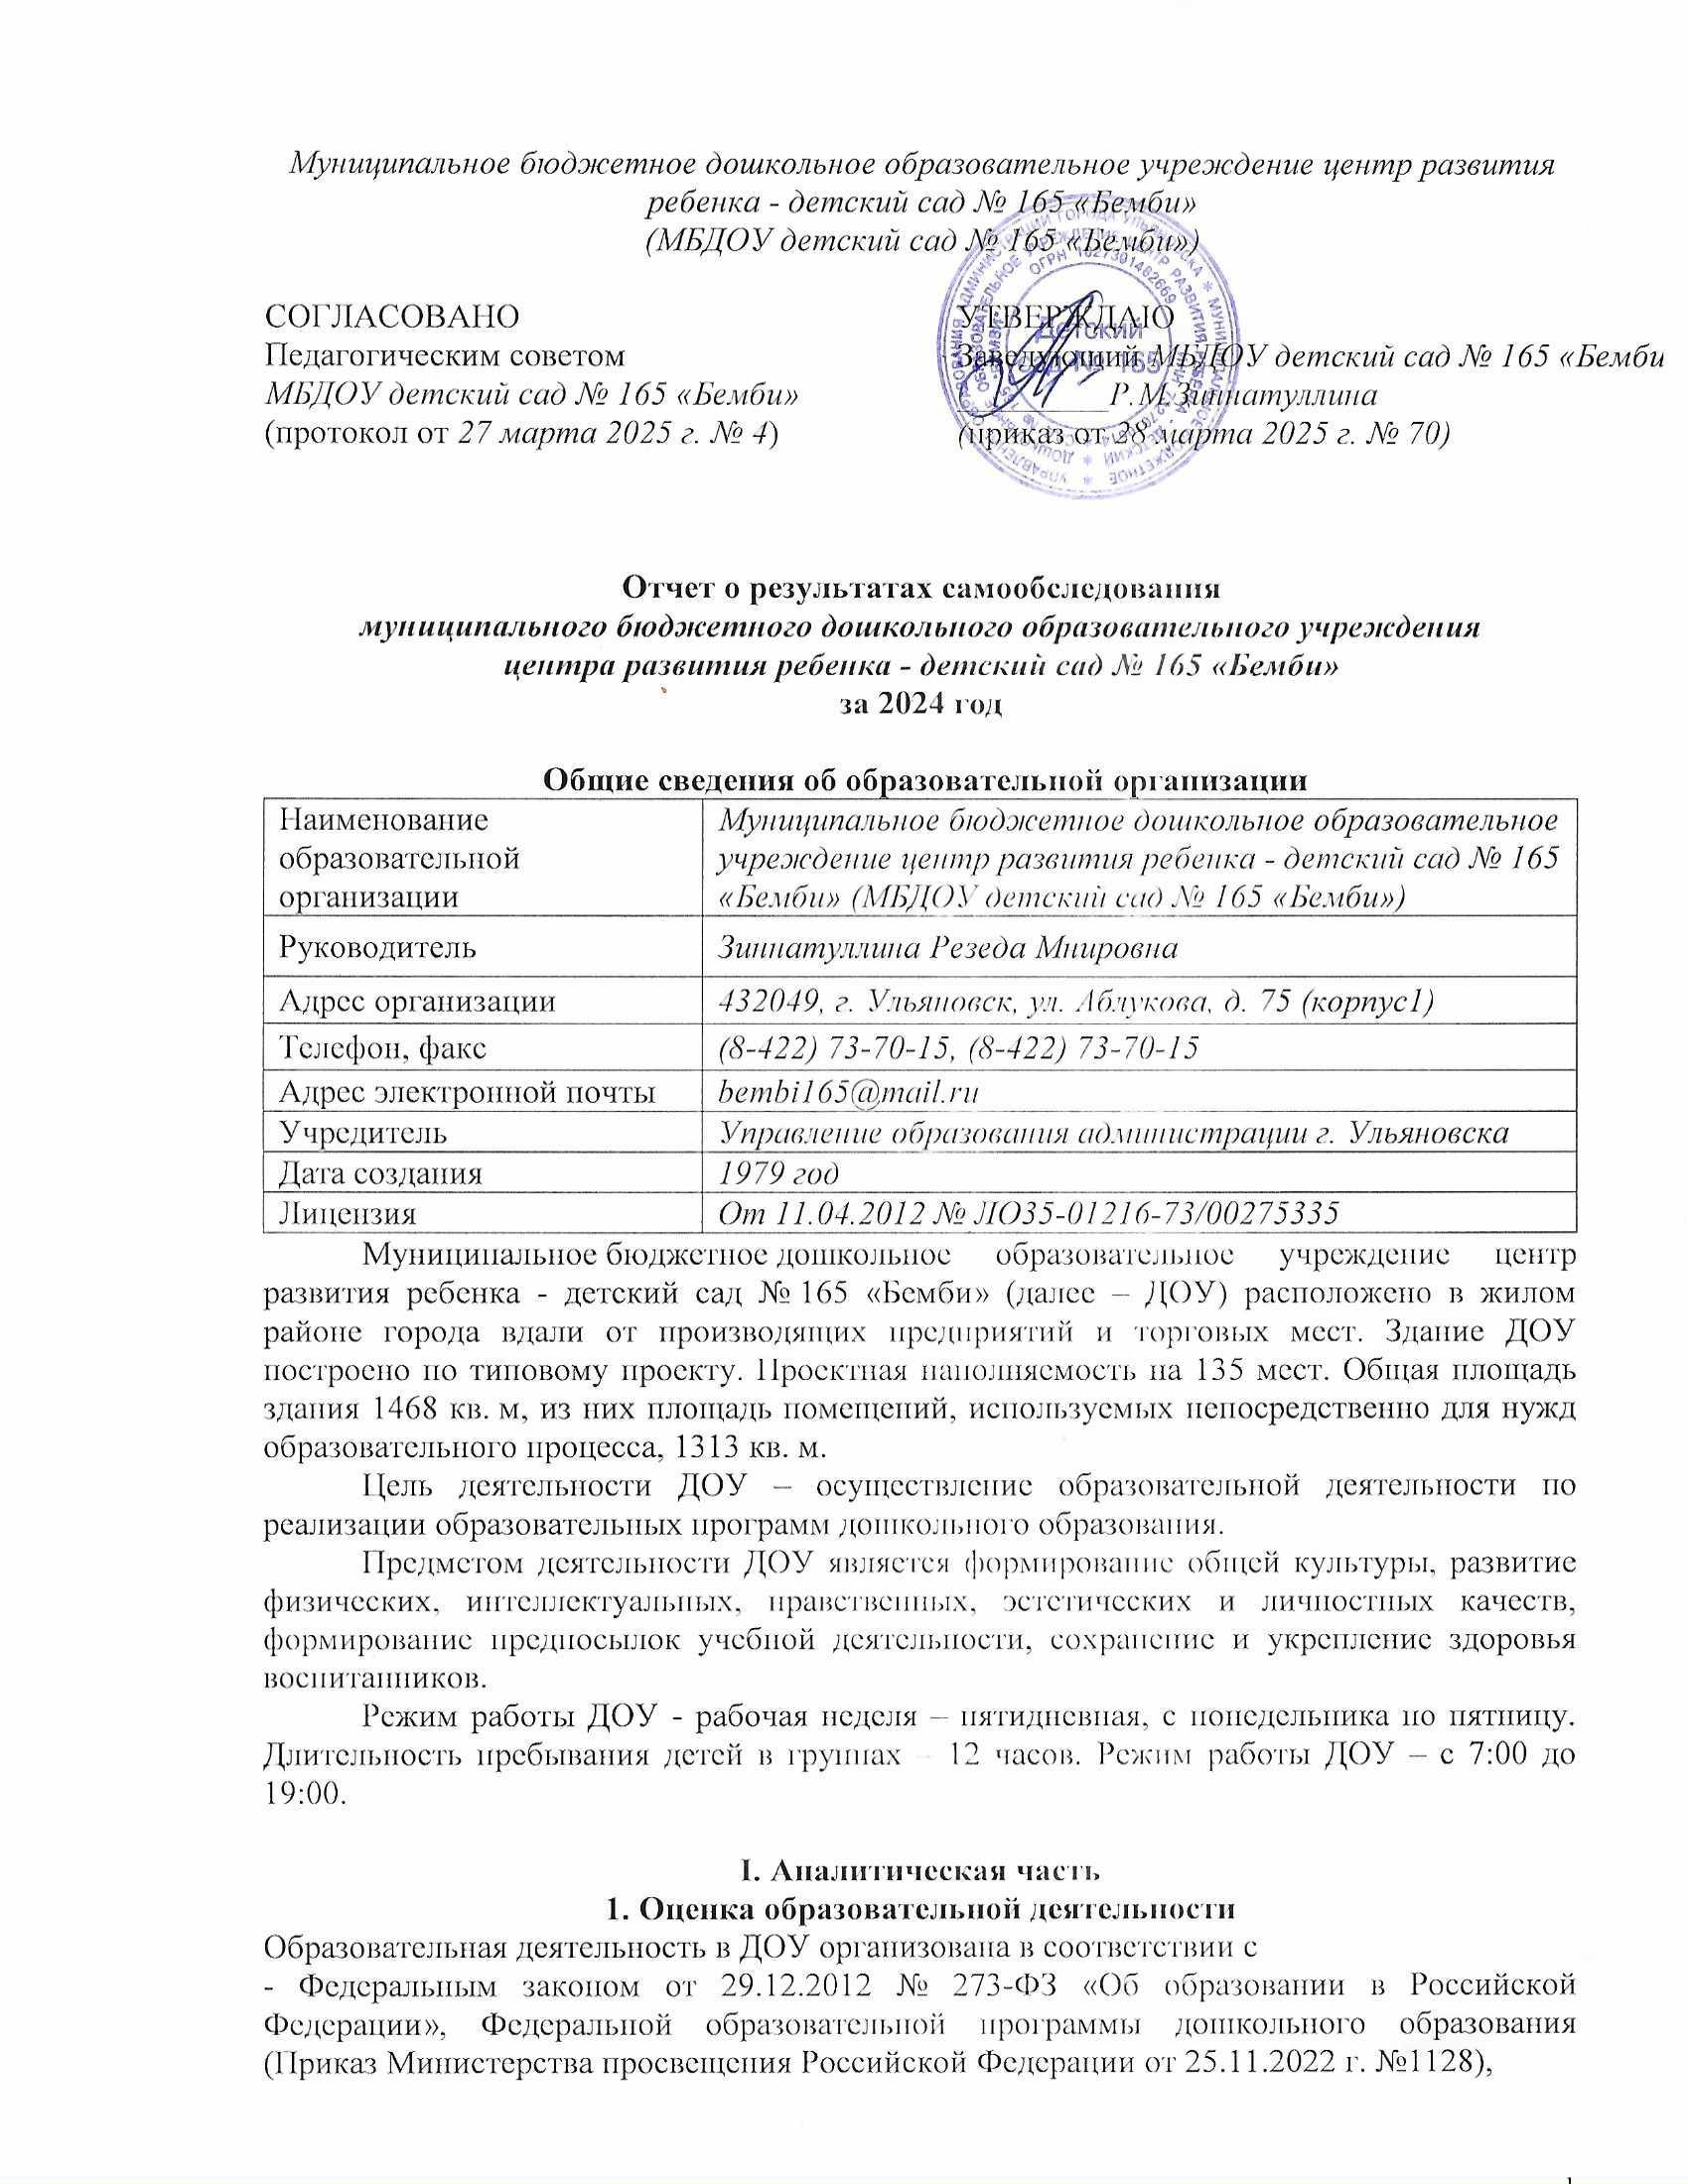 Муниципальное бюджетное дошкольное образовательное учреждение центр развития
ребенка - детский сад № 165 «Бемби»
(МБДОУ детский сад № 165 «Бемби»)
СОГЛАСОВАНО
Педагогическим советом
МБДОУ детский сад № 165 «Бемби»
(протокол от 27 марта 2025 г. № 4)
УТВЕРЖДАЮ
Заведующий МБДОУ детский сад № 165 «Бемби
_________Р.М.Зиннатуллина
(приказ от 28 марта 2025 г. № 70)
ОГРН 1027301482669
Детский
сад № 165
Отчет о результатах самообследования
муниципального бюджетного дошкольного образовательного учреждения
центра развития ребенка - детский сад № 165 «Бемби»
за 2024 год
Общие сведения об образовательной организации
Наименование
образовательной
организации
Муниципальное бюджетное дошкольное образовательное
учреждение центр развития ребенка - детский сад № 165
«Бемби» (МБДОУ детский сад № 165 «Бемби»)
Руководитель
Зиннатуллина Резеда Мнировна
Адрес организации
432049, г. Ульяновск, ул. Аблукова, д. 75 (корпус1)
Телефон, факс
(8-422) 73-70-15, (8-422) 73-70-15
Адрес электронной почты
bembi165@mail.ru
Учредитель
Управление образования администрации г. Ульяновска
Дата создания
1979 год
Лицензия
От 11.04.2012 № ЛО35-01216-73/00275335
Муниципальное бюджетное дошкольное образовательное учреждение центр
развития ребенка - детский сад № 165 «Бемби» (далее – ДОУ) расположено в жилом
районе города вдали от производящих предприятий и торговых мест. Здание ДОУ
построено по типовому проекту. Проектная наполняемость на 135 мест. Общая площадь
здания 1468 кв. м, из них площадь помещений, используемых непосредственно для нужд
образовательного процесса, 1313 кв. м.
Цель деятельности ДОУ – осуществление образовательной деятельности по
реализации образовательных программ дошкольного образования.
Предметом деятельности ДОУ является формирование общей культуры, развитие
физических, интеллектуальных, нравственных, эстетических и личностных качеств,
формирование предпосылок учебной деятельности, сохранение и укрепление здоровья
воспитанников.
Режим работы ДОУ - рабочая неделя – пятидневная, с понедельника по пятницу.
Длительность пребывания детей в группах – 12 часов. Режим работы ДОУ – с 7:00 до
19:00.
I. Аналитическая часть
1. Оценка образовательной деятельности
Образовательная деятельность в ДОУ организована в соответствии с
- Федеральным законом от 29.12.2012 № 273-ФЗ «Об образовании в Российской
Федерации», Федеральной образовательной программы дошкольного образования
(Приказ Министерства просвещения Российской Федерации от 25.11.2022 г. №1128),